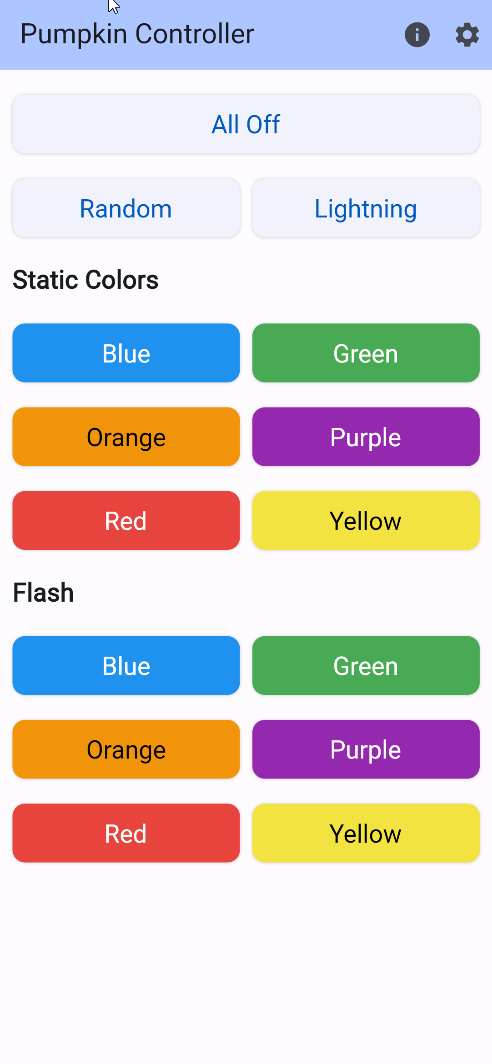 Pumpkin Controller
All Off
Random Lightning
Static Colors
Blue Green
Orange Purple
Red Yellow
Flash
Blue Green
Orange Purple
Red Yellow